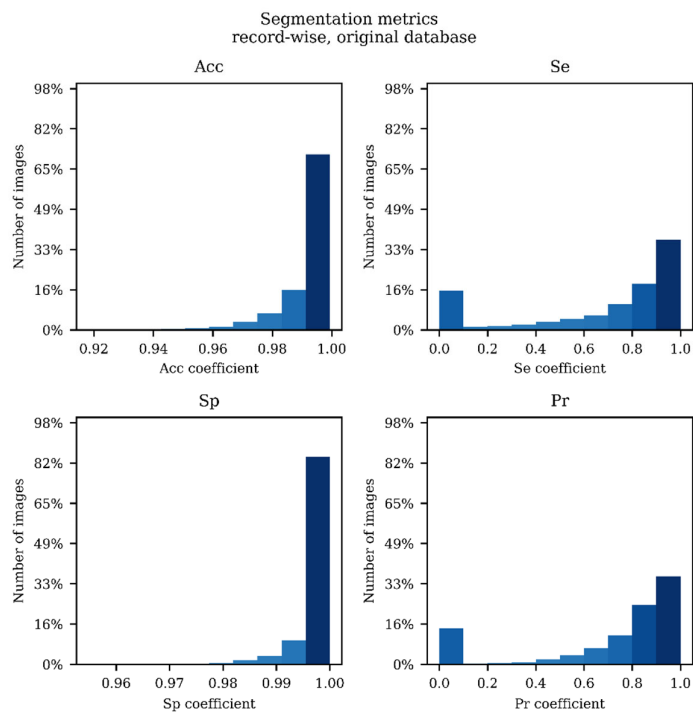 Segmentation metrics
record-wise, original database
Acc
98%
82%
65%
49%
33%
16%
0%
Number of images
0.92 0.94 0.96 0.98 1.00
Acc coefficient
Se
98%
82%
65%
49%
33%
16%
0%
Number of images
0.0 0.2 0.4 0.6 0.8 1.0
Se coefficient
Sp
98%
82%
65%
49%
33%
16%
0%
Number of images
0.96 0.97 0.98 0.99 1.00
Sp coefficient
Pr
98%
82%
65%
49%
33%
16%
0%
Number of images
0.0 0.2 0.4 0.6 0.8 1.0
Pr coefficient